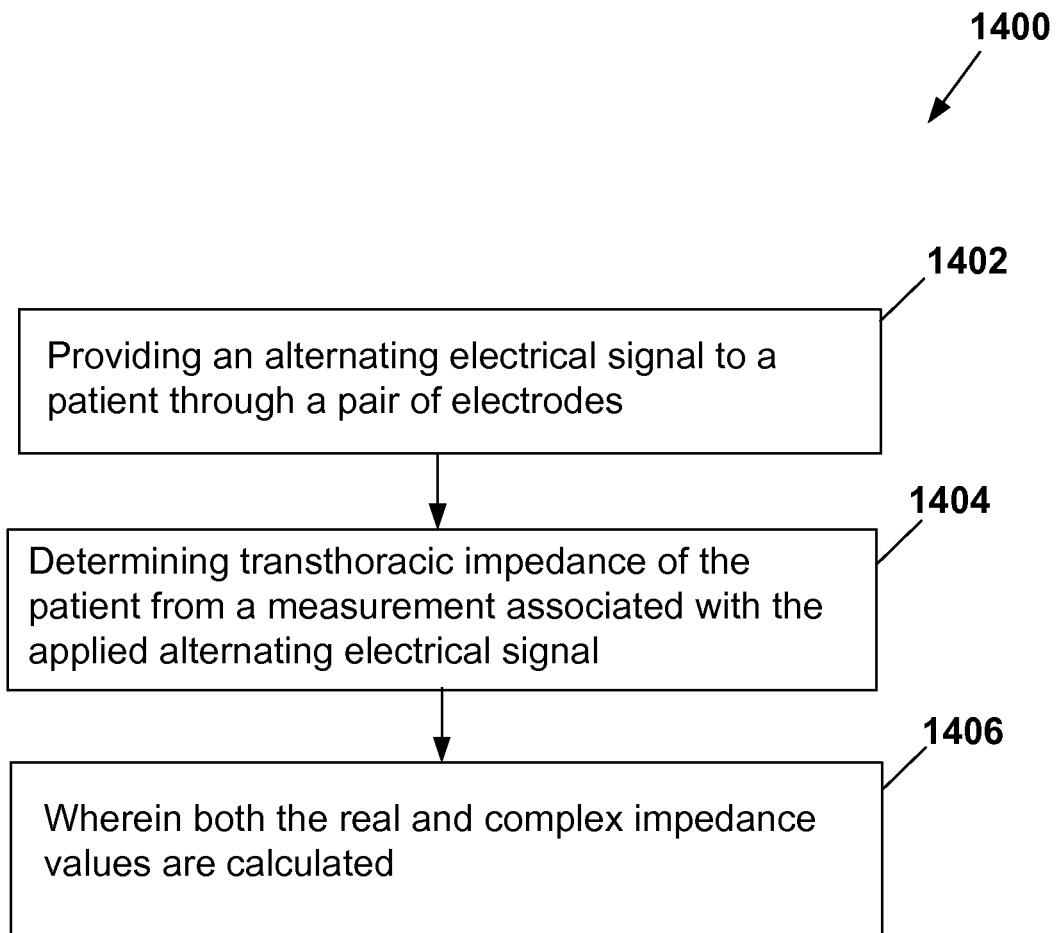 1400
1402
Providing an alternating electrical signal to a
patient through a pair of electrodes
1404
Determining transthoracic impedance of the
patient from a measurement associated with the
applied alternating electrical signal
1406
Wherein both the real and complex impedance
values are calculated